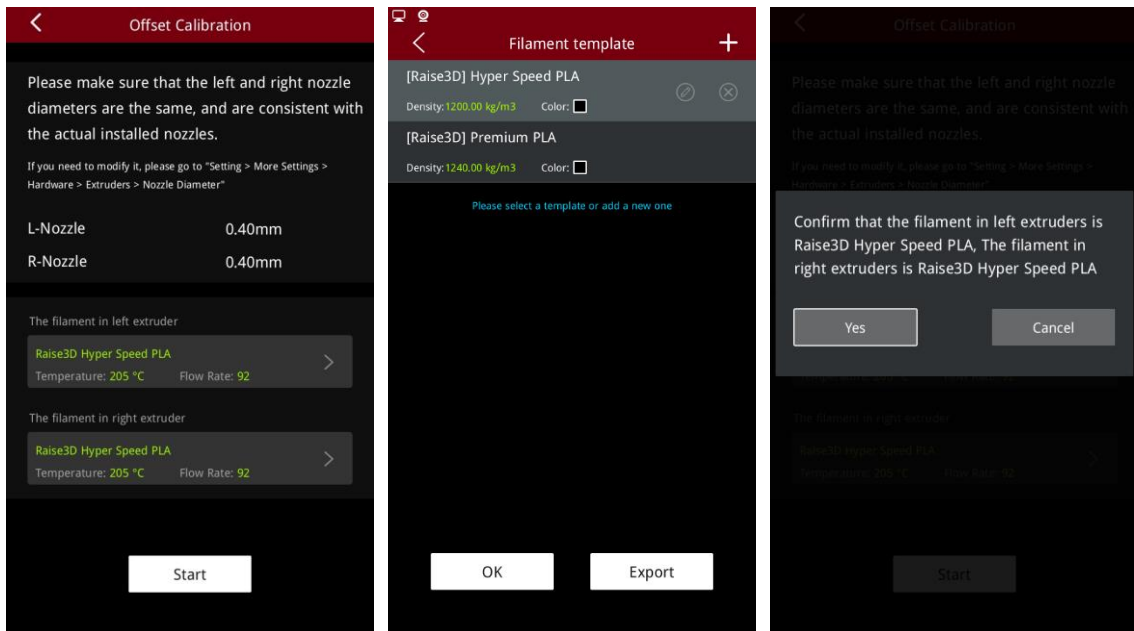 Offset Calibration
Please make sure that the left and right nozzle
diameters are the same, and are consistent with
the actual installed nozzles.
If you need to modify it, please go to "Setting > More Settings >
Hardware > Extruders > Nozzle Diameter"
L-Nozzle 0.40mm
R-Nozzle 0.40mm
The filament in left extruder
Raise3D Hyper Speed PLA
Temperature: 205 °C Flow Rate: 92
The filament in right extruder
Raise3D Hyper Speed PLA
Temperature: 205 °C Flow Rate: 92
Start
Filament template
[Raise3D] Hyper Speed PLA
Density:1200.00 kg/m3 Color:
[Raise3D] Premium PLA
Density:1240.00 kg/m3 Color:
Please select a template or add a new one
OK Export
Offset Calibration
Please make sure that the left and right nozzle
diameters are the same, and are consistent with
the actual installed nozzles.
If you need to modify it, please go to "Setting > More Settings >
Hardware > Extruders > Nozzle Diameter"
Confirm that the filament in left extruders is
Raise3D Hyper Speed PLA, The filament in
right extruders is Raise3D Hyper Speed PLA
Yes Cancel
The filament in right extruder
Raise3D Hyper Speed PLA
Temperature: 205 °C Flow Rate: 92
Start